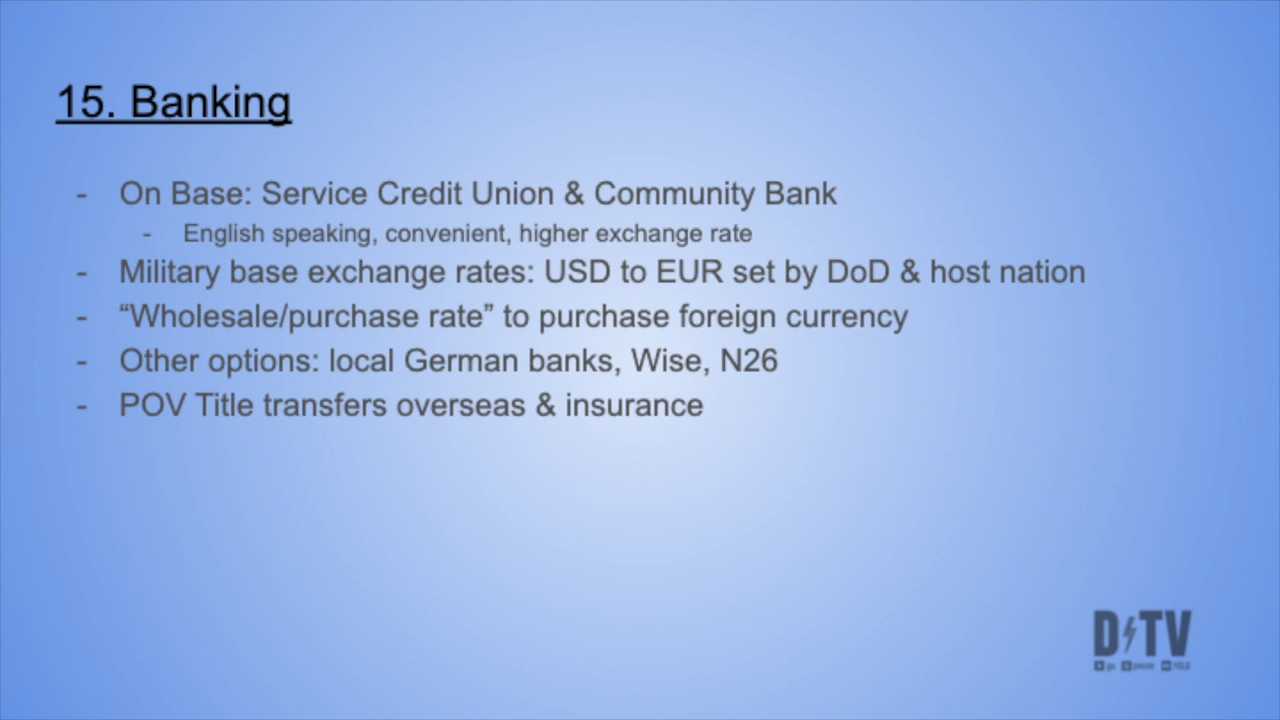 15. Banking
- On Base: Service Credit Union & Community Bank
- English speaking, convenient, higher exchange rate
- Military base exchange rates: USD to EUR set by DoD & host nation
- “Wholesale/purchase rate” to purchase foreign currency
- Other options: local German banks, Wise, N26
- POV Title transfers overseas & insurance
D TV
go YOLO